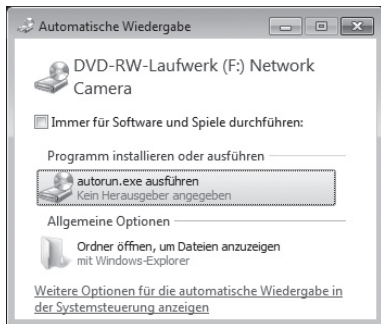 Automatische Wiedergabe
DVD-RW-Laufwerk (F:) Network
Camera
Immer für Software und Spiele durchführen:
Programm installieren oder ausführen
autorun.exe ausführen
Kein Herausgeber angegeben
Allgemeine Optionen
Ordner öffnen, um Dateien anzuzeigen
mit Windows-Explorer
Weitere Optionen für die automatische Wiedergabe in
der Systemsteuerung anzeigen